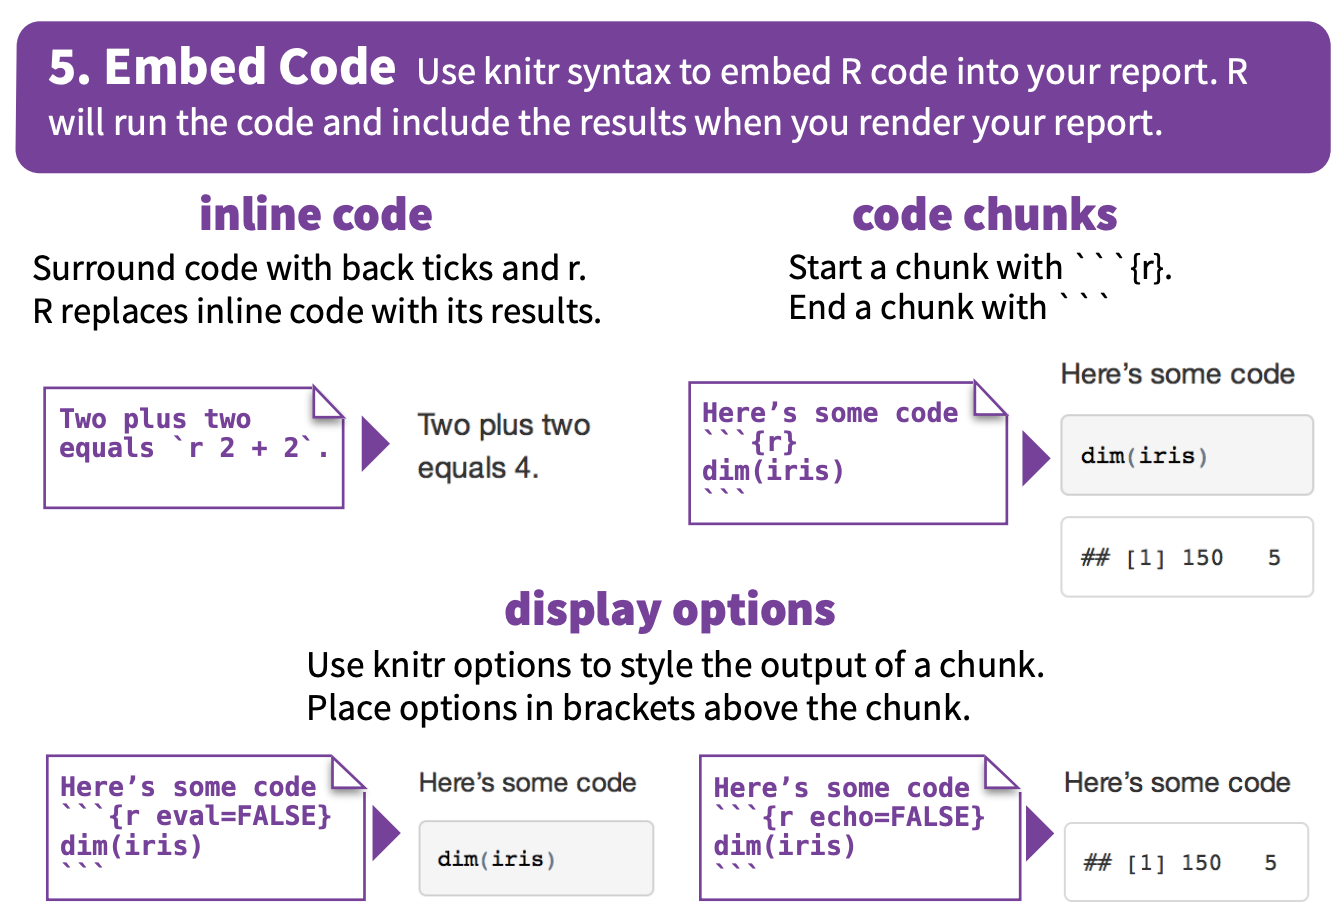 5. Embed Code Use knitr syntax to embed R code into your report. R
will run the code and include the results when you render your report.
inline code
Surround code with back ticks and r.
R replaces inline code with its results.
Two plus two
equals `r 2 + 2`.
Two plus two
equals 4.
code chunks
Start a chunk with ```{r}.
End a chunk with ```
Here’s some code
```{r}
dim(iris)
```
Here’s some code
dim(iris)
## [1] 150   5
display options
Use knitr options to style the output of a chunk.
Place options in brackets above the chunk.
Here’s some code
```{r eval=FALSE}
dim(iris)
```
Here’s some code
dim(iris)
Here’s some code
```{r echo=FALSE}
dim(iris)
```
Here’s some code
## [1] 150   5